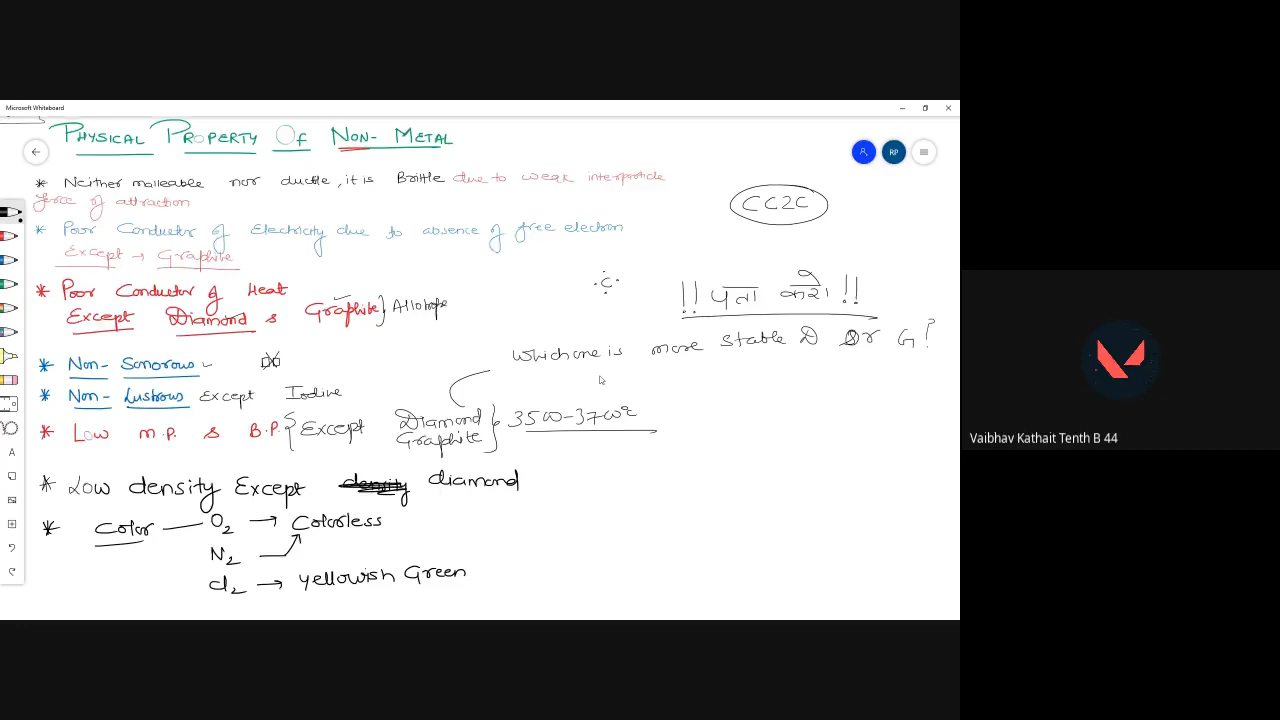 Microsoft Whiteboard
PHYSICAL PROPERTY Of NON-METAL
RP
* Neither malleable nor ductile, it is Brittle due to weak interparticle
force of attraction
CC2C
* Poor Conductor of Electricity due to absence of free electron
Except → Graphite
* Poor Conductor of Heat
Except Diamond & Graphite } Allotrope
C
!! पता करो !!
Which one is more stable D Or G?
* Non-Sonorous
* Non-Lustrous Except Iodine
* Low M.P. & B.P. { Except Diamond
Graphite } 3500-3700°C
* Low density Except density diamond
* Color — O2 → Colorless
N2
Cl2 → Yellowish Green
A
Vaibhav Kathait Tenth B 44